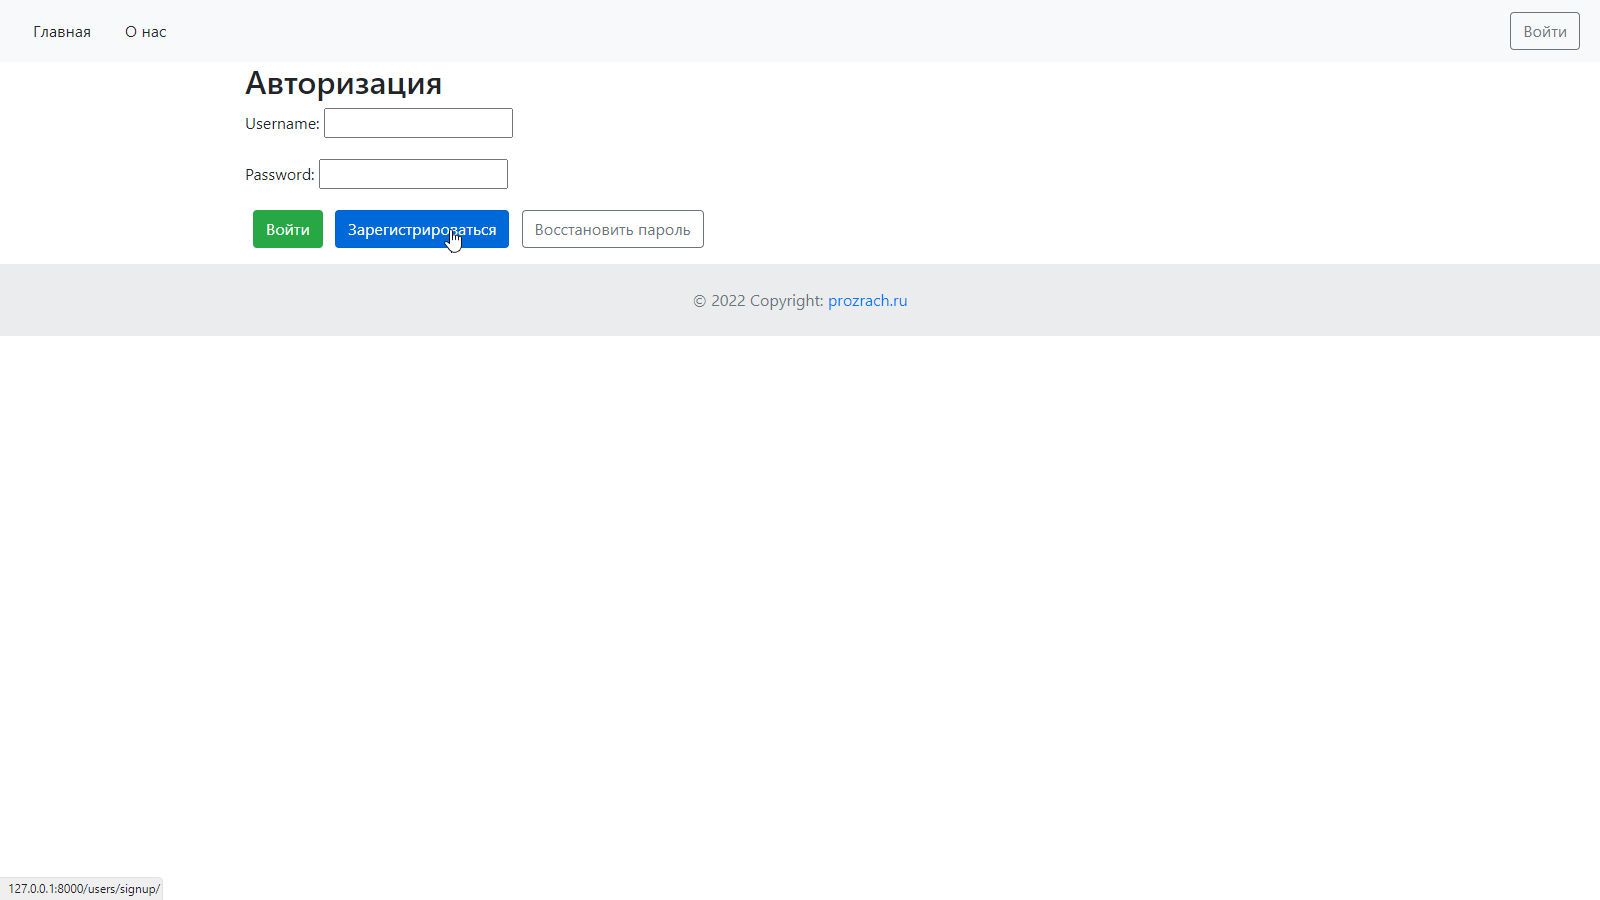 Главная О нас Войти
Авторизация
Username:
Password:
Войти Зарегистрироваться Восстановить пароль
© 2022 Copyright: prozrach.ru
127.0.0.1:8000/users/signup/